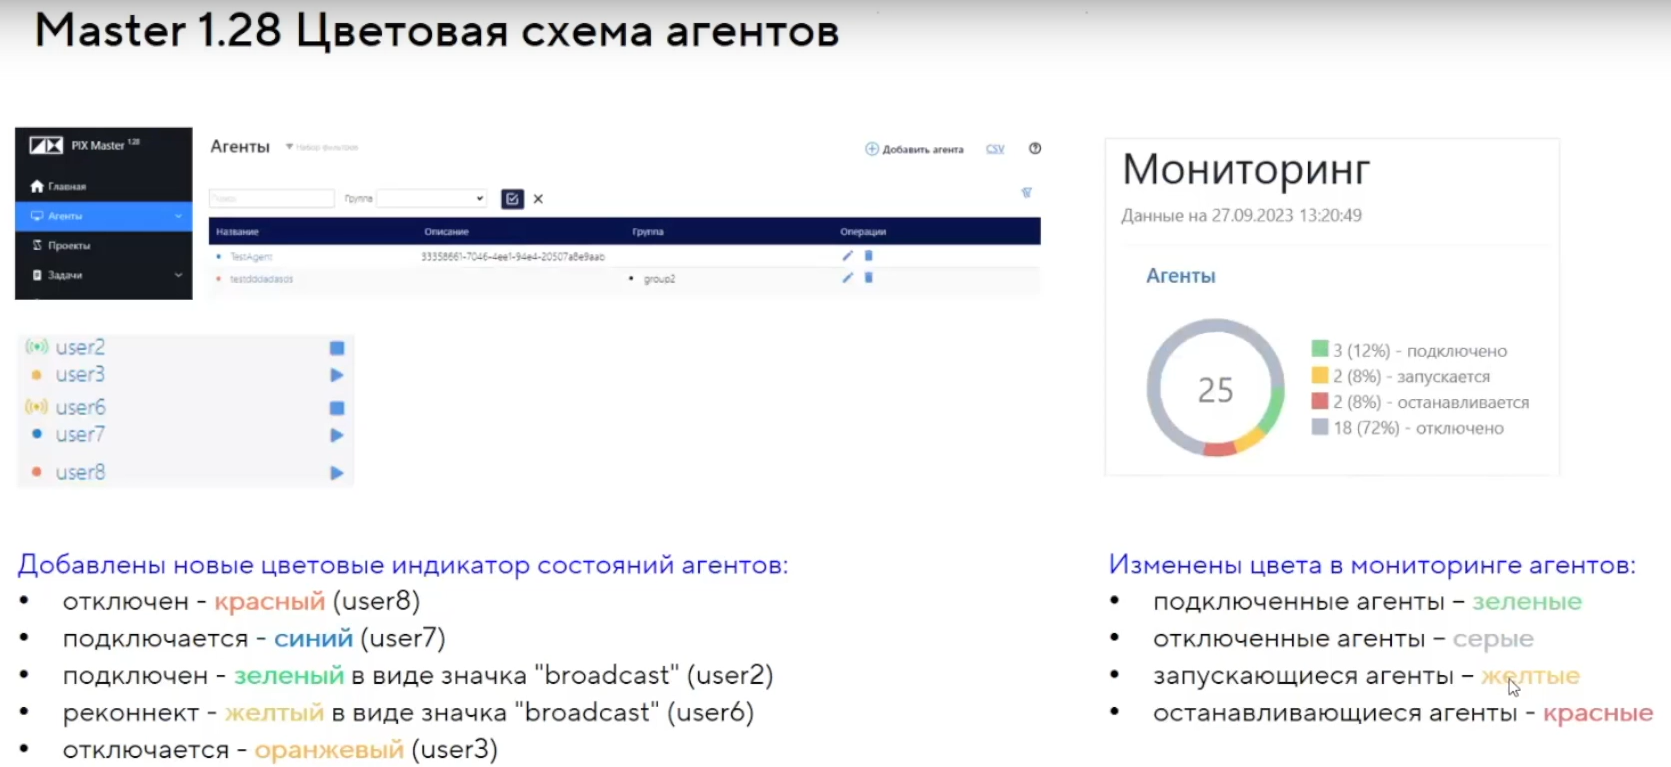 Master 1.28 Цветовая схема агентов
PIX Master 1.28
Главная
Агенты
Проекты
Задачи
Агенты
Набор фильтров
Добавить агента
CSV
Поиск
Группа
Название Описание Группа Операции
TestAgent 33358661-7046-4ee1-94e4-20507a8e9aab
testdddadasds group2
user2
user3
user6
user7
user8
Мониторинг
Данные на 27.09.2023 13:20:49
Агенты
25
3 (12%) - подключено
2 (8%) - запускается
2 (8%) - останавливается
18 (72%) - отключено
Добавлены новые цветовые индикатор состояний агентов:
• отключен - красный (user8)
• подключается - синий (user7)
• подключен - зеленый в виде значка "broadcast" (user2)
• реконнект - желтый в виде значка "broadcast" (user6)
• отключается - оранжевый (user3)
Изменены цвета в мониторинге агентов:
• подключенные агенты – зеленые
• отключенные агенты – серые
• запускающиеся агенты – желтые
• останавливающиеся агенты - красные